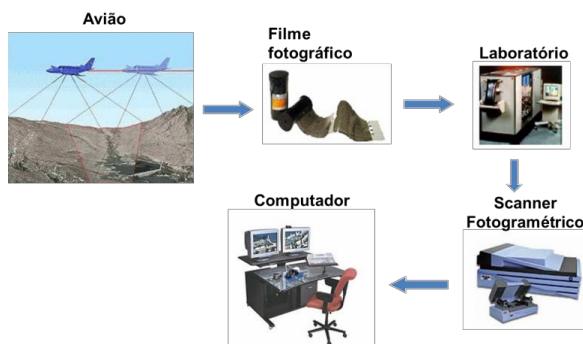 Avião
Filme
fotográfico
Laboratório
Scanner
Fotogramétrico
Computador